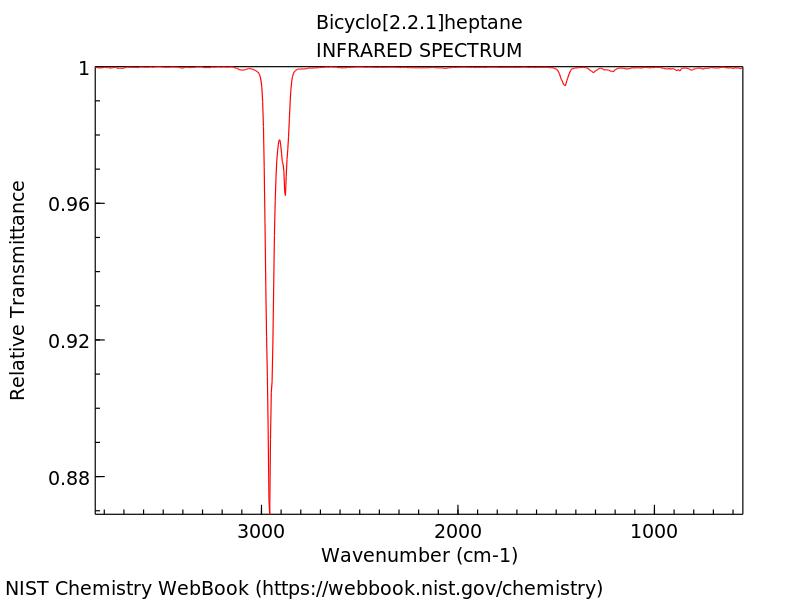 Bicyclo[2.2.1]heptane
INFRARED SPECTRUM
1
0.96
0.92
0.88
Relative Transmittance
3000 2000 1000
Wavenumber (cm-1)
NIST Chemistry WebBook (https://webbook.nist.gov/chemistry)